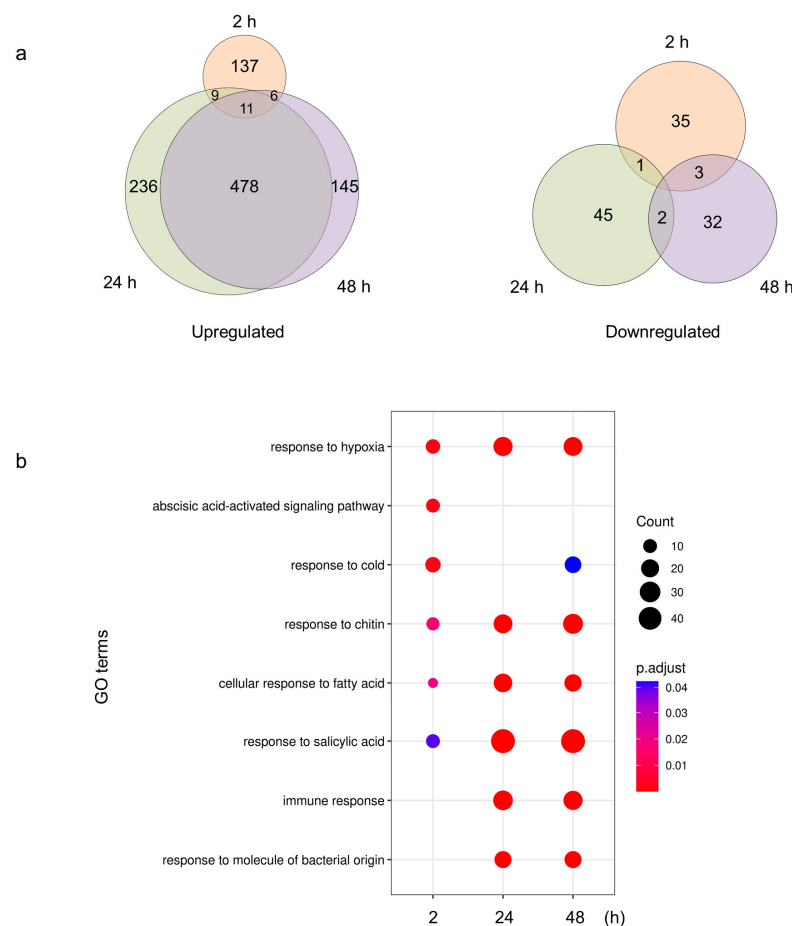 a
2 h
137
9
6
11
236
478
145
24 h
48 h
Upregulated
2 h
35
1
3
45
2
32
24 h
48 h
Downregulated
b
GO terms
response to hypoxia
abscisic acid-activated signaling pathway
response to cold
response to chitin
cellular response to fatty acid
response to salicylic acid
immune response
response to molecule of bacterial origin
2 24 48 (h)
Count
10
20
30
40
p.adjust
0.04
0.03
0.02
0.01